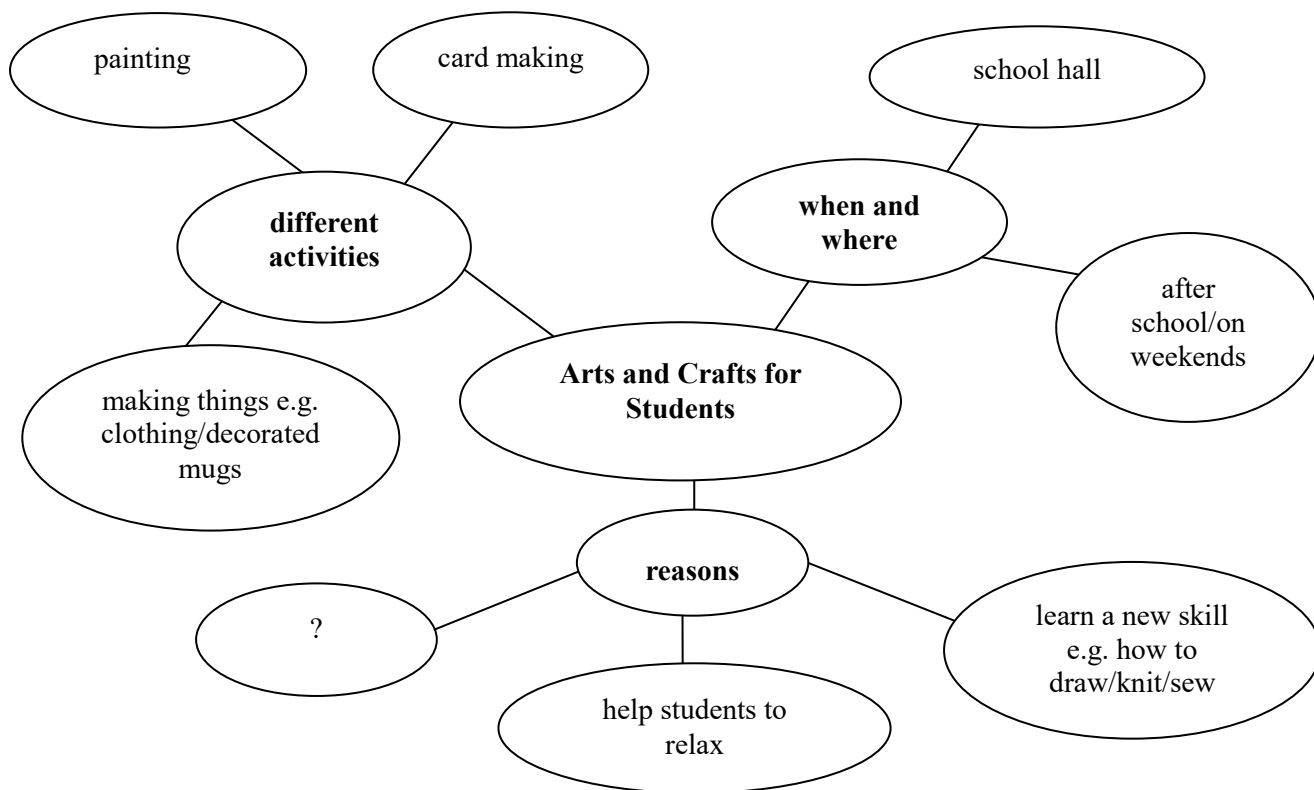 painting
card making
school hall
different
activities
when and
where
after
school/on
weekends
making things e.g.
clothing/decorated
mugs
Arts and Crafts for
Students
reasons
?
help students to
relax
learn a new skill
e.g. how to
draw/knit/sew